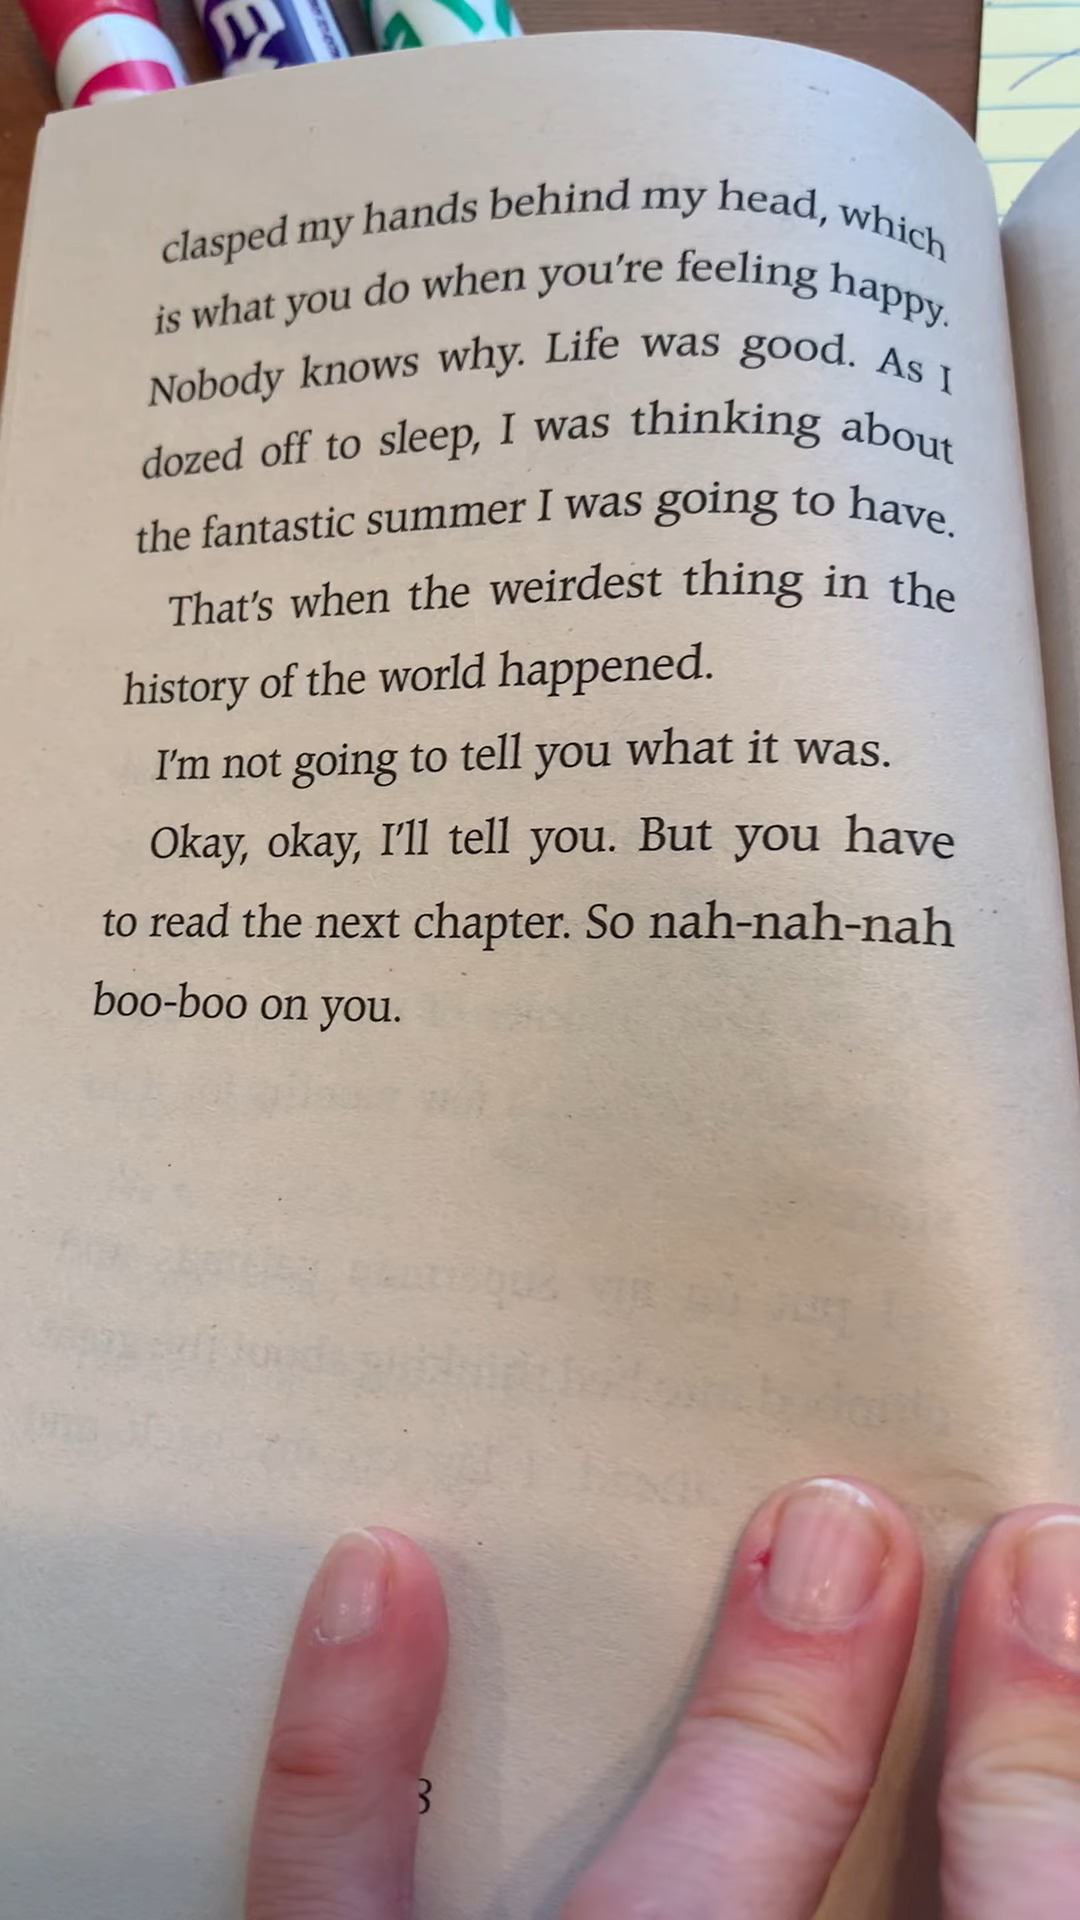 clasped my hands behind my head, which
is what you do when you're feeling happy.
Nobody knows why. Life was good. As I
dozed off to sleep, I was thinking about
the fantastic summer I was going to have.
That's when the weirdest thing in the
history of the world happened.
I'm not going to tell you what it was.
Okay, okay, I'll tell you. But you have
to read the next chapter. So nah-nah-nah
boo-boo on you.